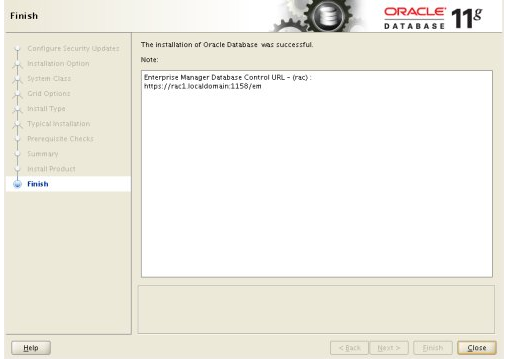 Finish
ORACLE
DATABASE
11g
Configure Security Updates
Installation Option
System Class
Grid Options
Install Type
Typical Installation
Prerequisite Checks
Summary
Install Product
Finish
The installation of Oracle Database was successful.
Note:
Enterprise Manager Database Control URL - (rac) :
https://rac1.localdomain:1158/em
Help
< Back
Next >
Finish
Close